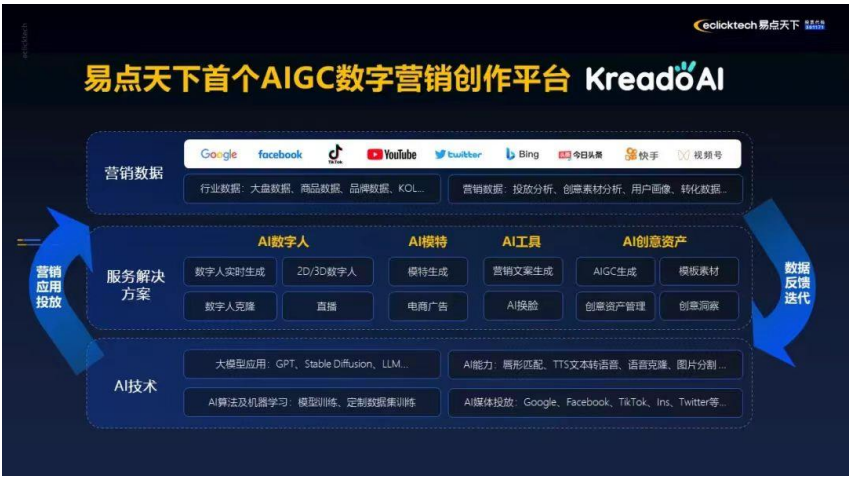 eclicktech
eclicktech 易点天下 股票代码 301171
易点天下首个AIGC数字营销创作平台 KreadoAI
营销数据
Google facebook TikTok YouTube twitter Bing 头条 今日头条 快手 视频号
行业数据：大盘数据、商品数据、品牌数据、KOL...
营销数据：投放分析、创意素材分析、用户画像、转化数据...
营销
应用
投放
服务解决
方案
AI数字人 AI模特 AI工具 AI创意资产
数字人实时生成 2D/3D数字人 模特生成 营销文案生成 AIGC生成 模板素材
数字人克隆 直播 电商广告 AI换脸 创意资产管理 创意洞察
数据
反馈
迭代
AI技术
大模型应用：GPT、Stable Diffusion、LLM...
AI能力：唇形匹配、TTS文本转语音、语音克隆、图片分割...
AI算法及机器学习：模型训练、定制数据集训练
AI媒体投放：Google、Facebook、TikTok、Ins、Twitter等...